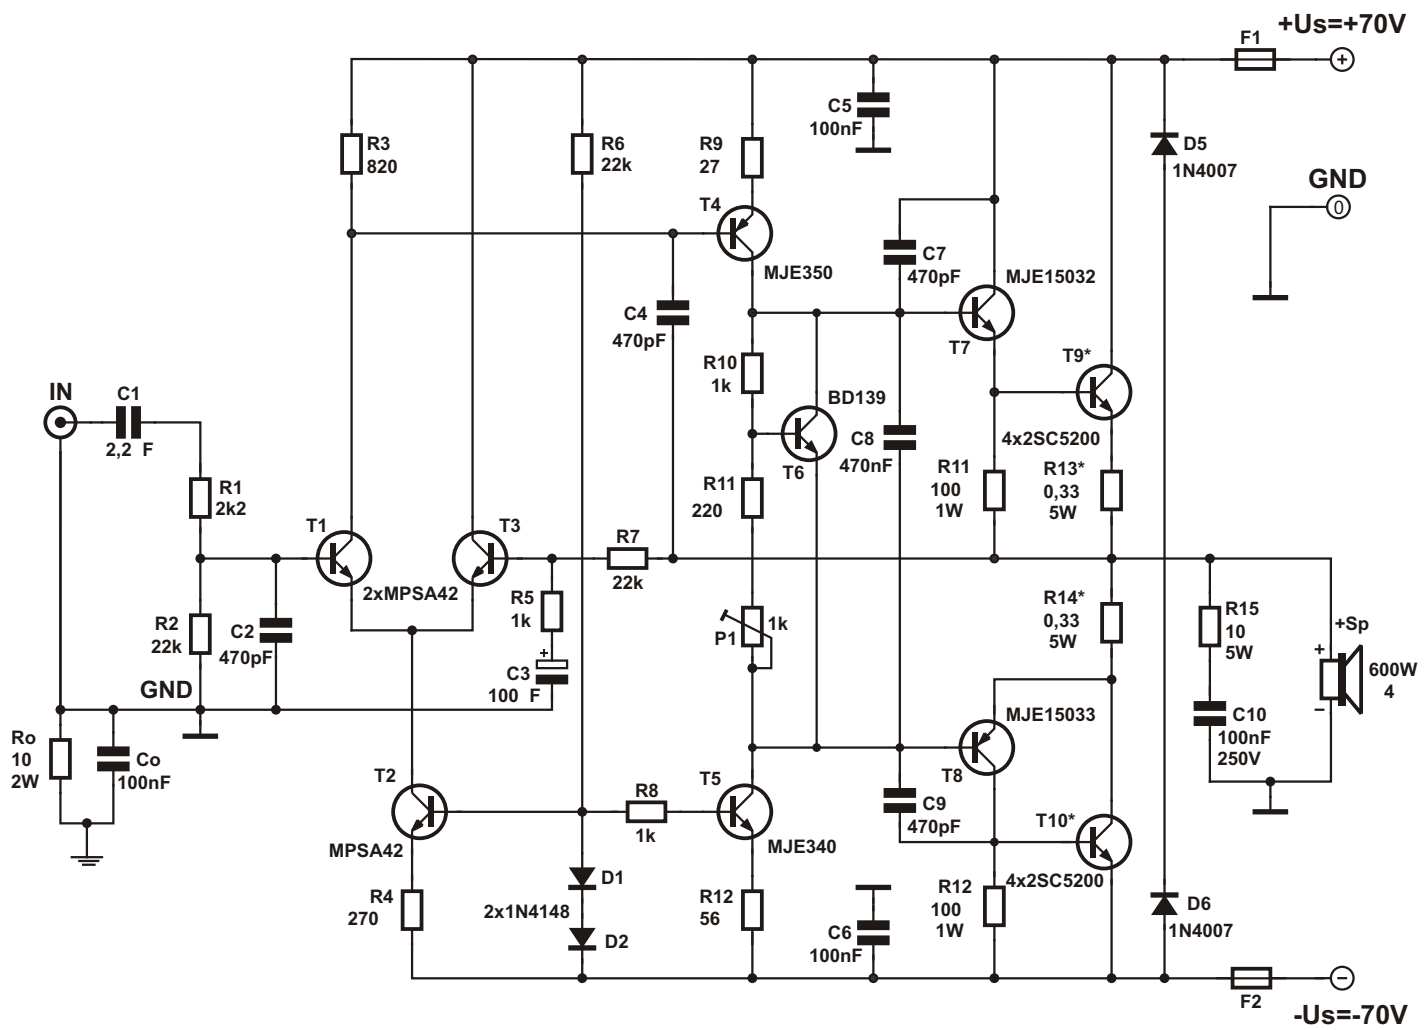 +Us=+70V
F1
+
R3
820
R6
22k
R9
27
C5
100nF
D5
1N4007
GND
0
T4
MJE350
C7
470pF
MJE15032
T7
C4
470pF
R10
1k
T9*
4x2SC5200
IN
C1
2,2 F
BD139
T6
C8
470nF
R11
100
1W
R13*
0,33
5W
R1
2k2
R11
220
T1
T3
2xMPSA42
R7
22k
R5
1k
R2
22k
C2
470pF
+
C3
100 F
P1
1k
R14*
0,33
5W
R15
10
5W
+Sp
+
−
600W
4
GND
MJE15033
T8
C10
100nF
250V
Ro
10
2W
Co
100nF
T2
MPSA42
R8
1k
T5
MJE340
C9
470pF
T10*
4x2SC5200
D1
2x1N4148
D2
R4
270
R12
56
C6
100nF
R12
100
1W
D6
1N4007
F2
−
-Us=-70V